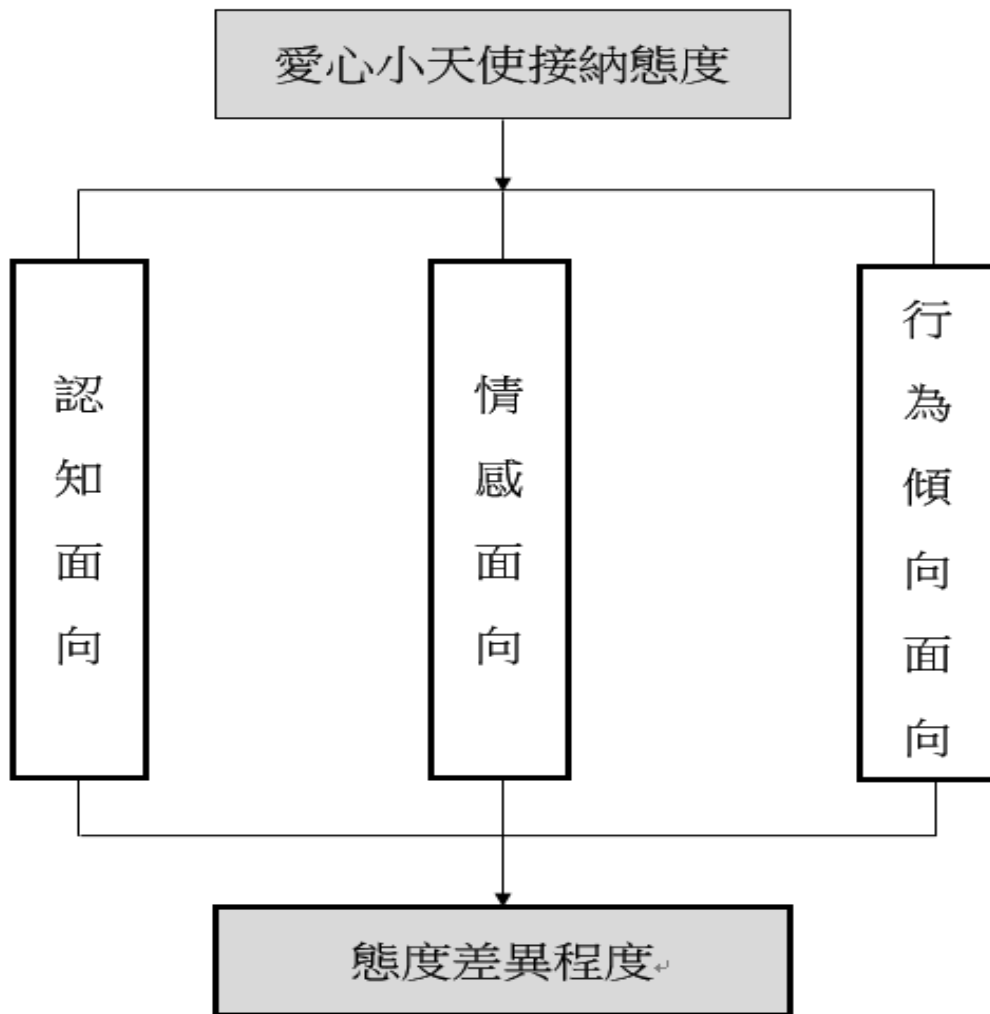 愛心小天使接納態度
認知面向
情感面向
行為傾向面向
態度差異程度